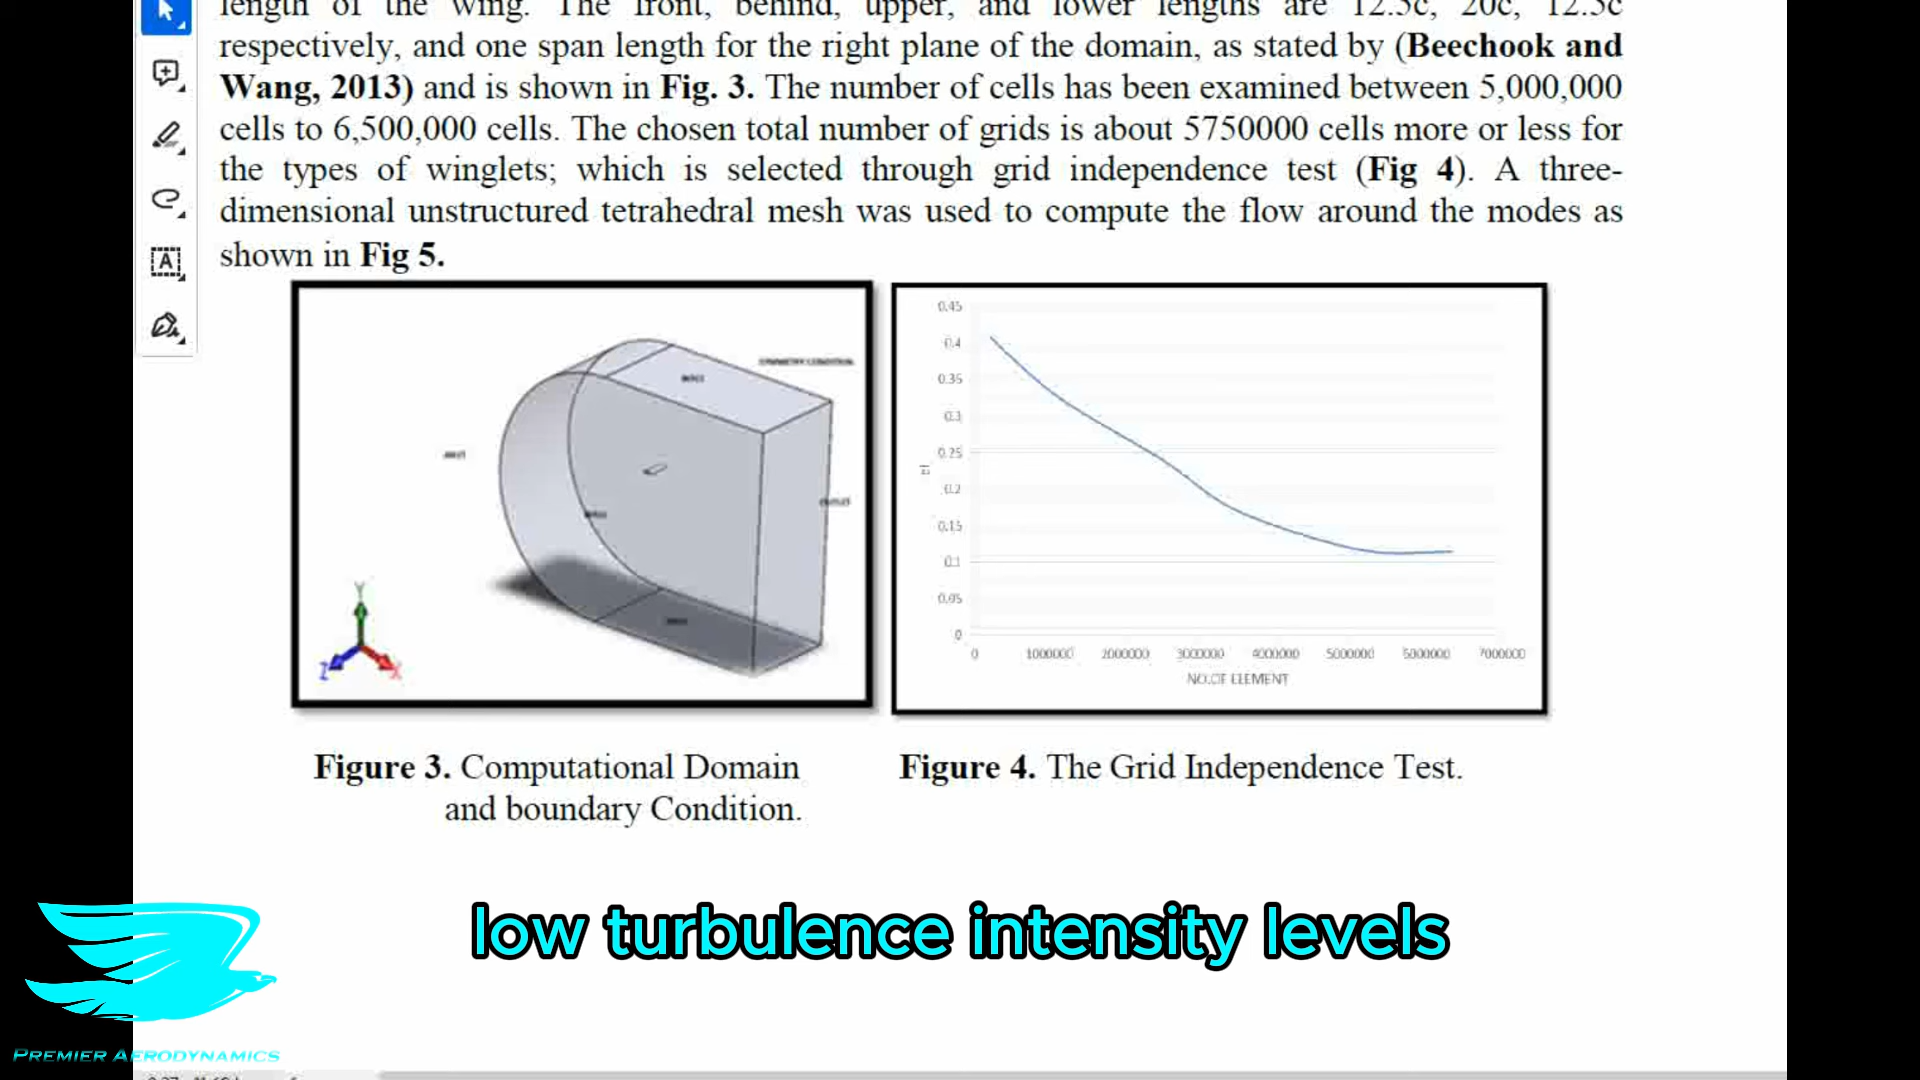 length of the wing. The front, behind, upper, and lower lengths are 12.5c, 20c, 12.5c
respectively, and one span length for the right plane of the domain, as stated by (Beechook and
Wang, 2013) and is shown in Fig. 3. The number of cells has been examined between 5,000,000
cells to 6,500,000 cells. The chosen total number of grids is about 5750000 cells more or less for
the types of winglets; which is selected through grid independence test (Fig 4). A three-
dimensional unstructured tetrahedral mesh was used to compute the flow around the modes as
shown in Fig 5.
SYMMETRY CONDITION
OUTLET
Y
Z
X
0.45
0.4
0.35
0.3
0.25
0.2
0.15
0.1
0.05
0
0 1000000 2000000 3000000 4000000 5000000 6000000 7000000
NO.OF ELEMENT
Figure 3. Computational Domain
and boundary Condition.
Figure 4. The Grid Independence Test.
low turbulence intensity levels
PREMIER AERODYNAMICS